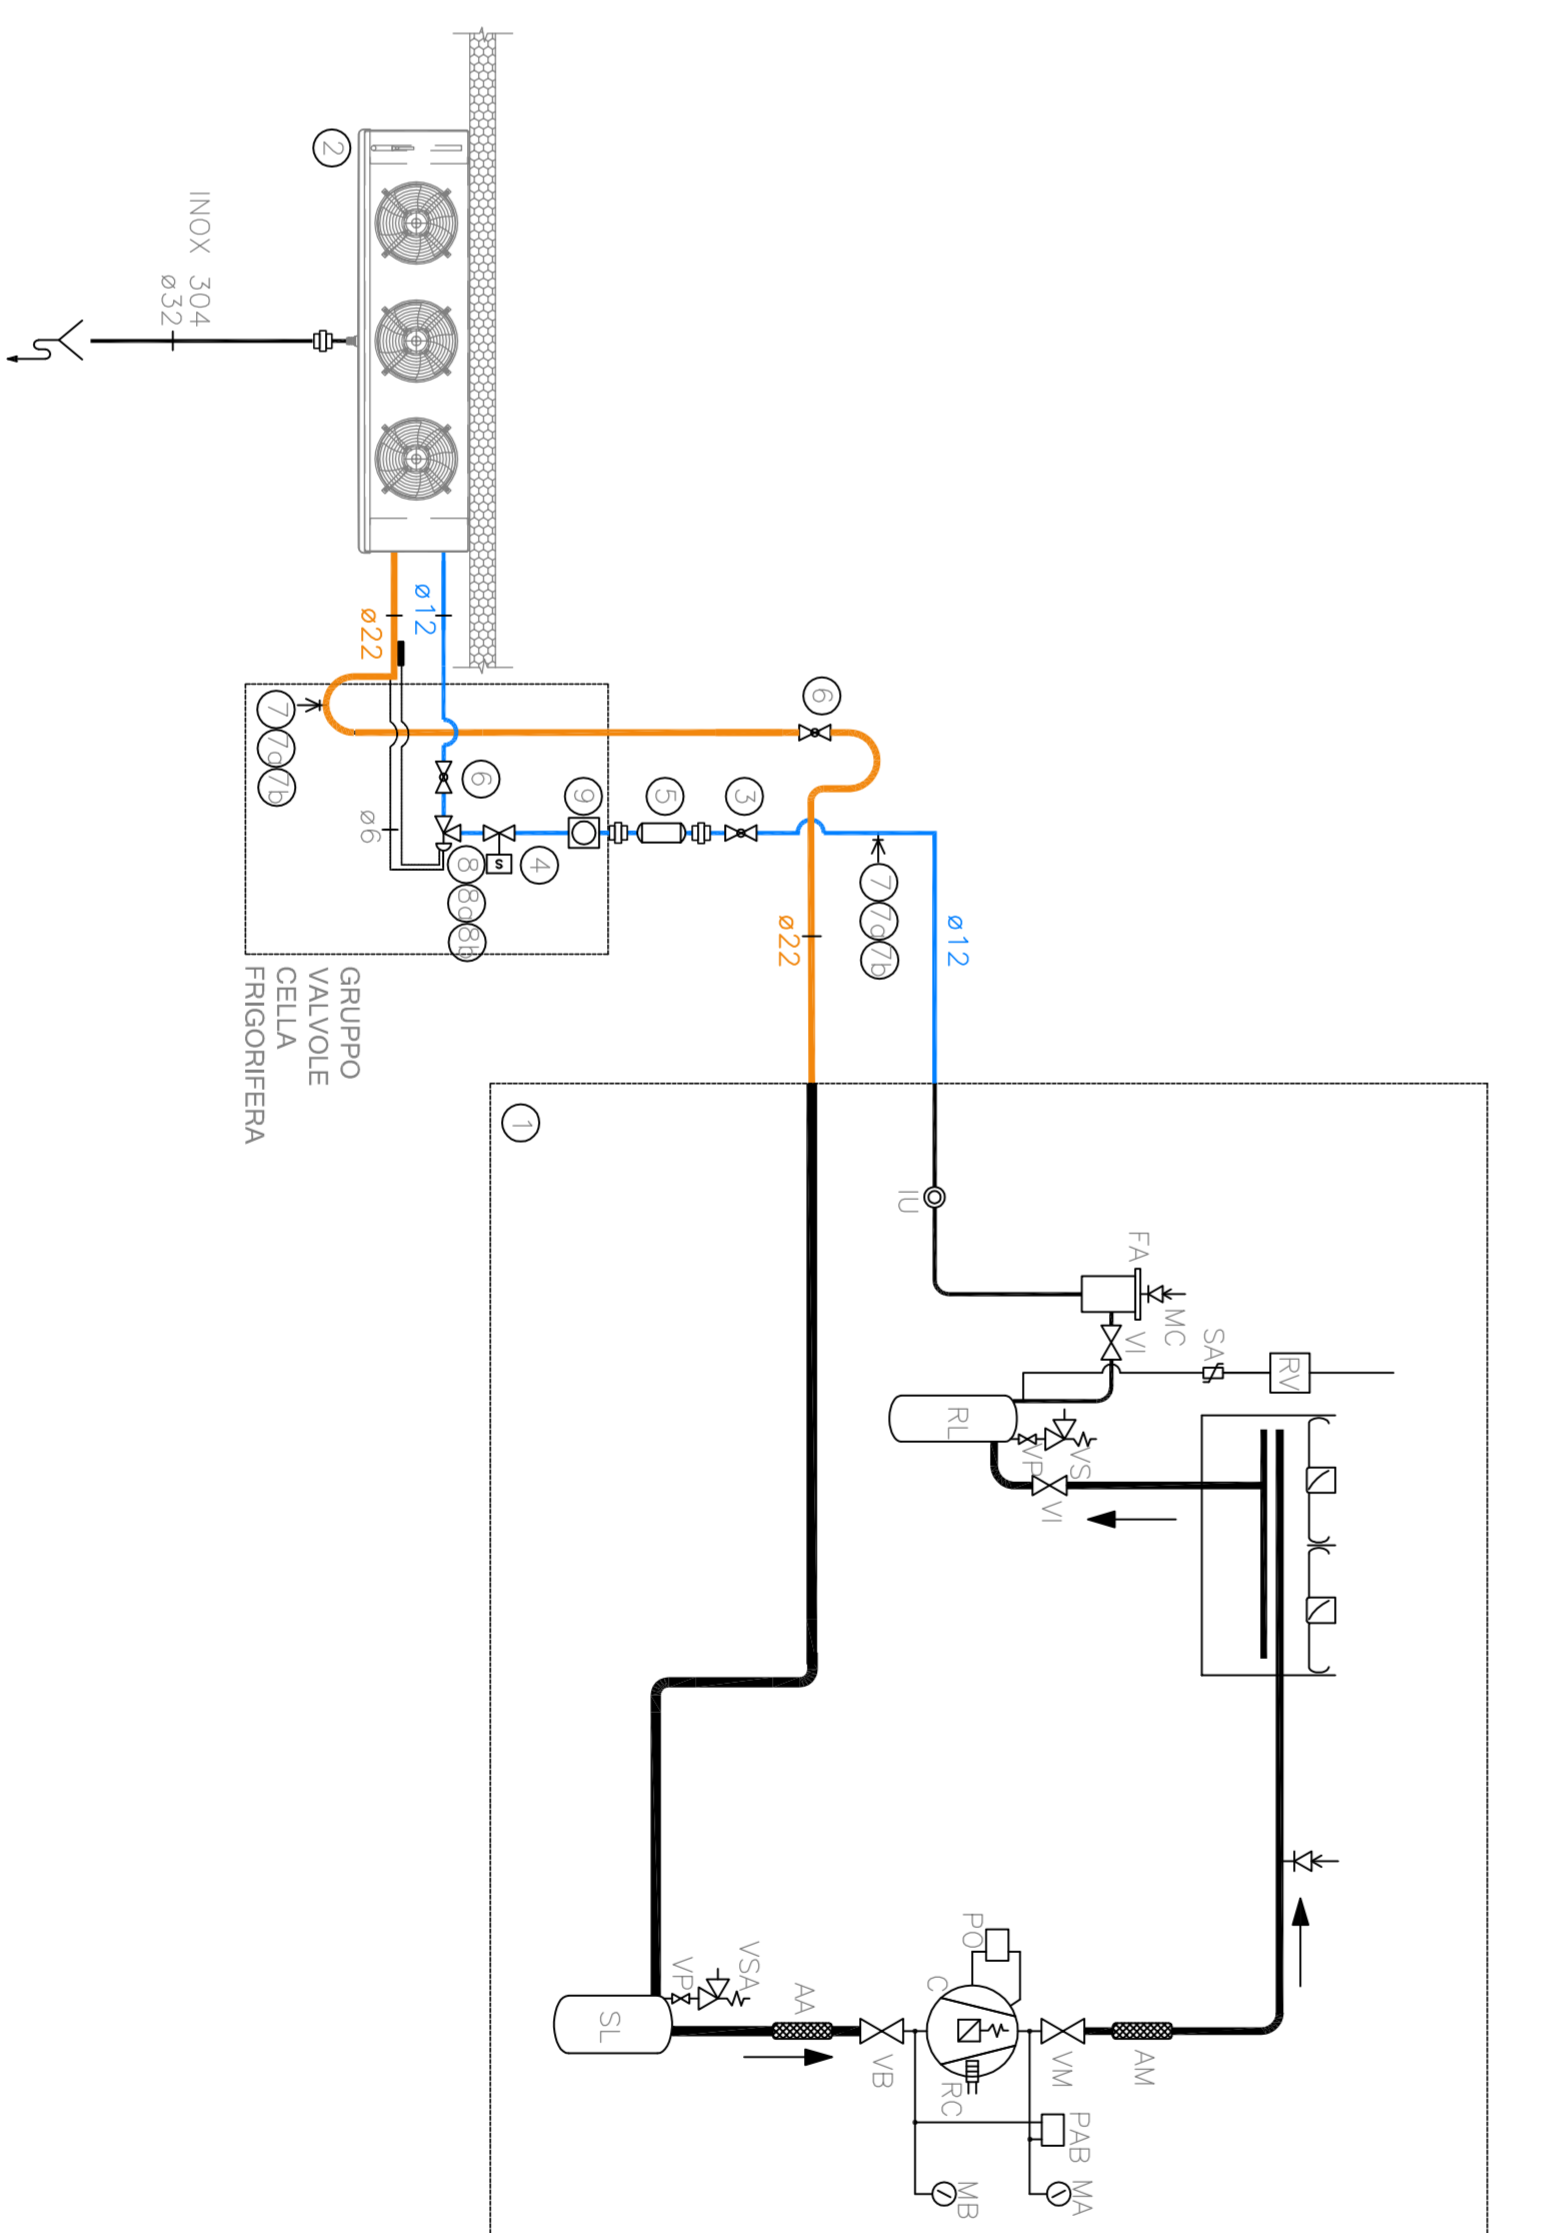 2
INOX 304
ø32
ø12
ø22
7
7a
7b
ø6
6
6
9
5
3
8
8a
8b
S
4
7
7a
7b
ø22
ø12
GRUPPO
VALVOLE
CELLA
FRIGORIFERA
1
IU
FA
MC
VI
SA
RV
RL
VP
VS
VI
PO
C
VSA
VP
SL
AA
VB
RC
VM
AM
PAB
MA
MB